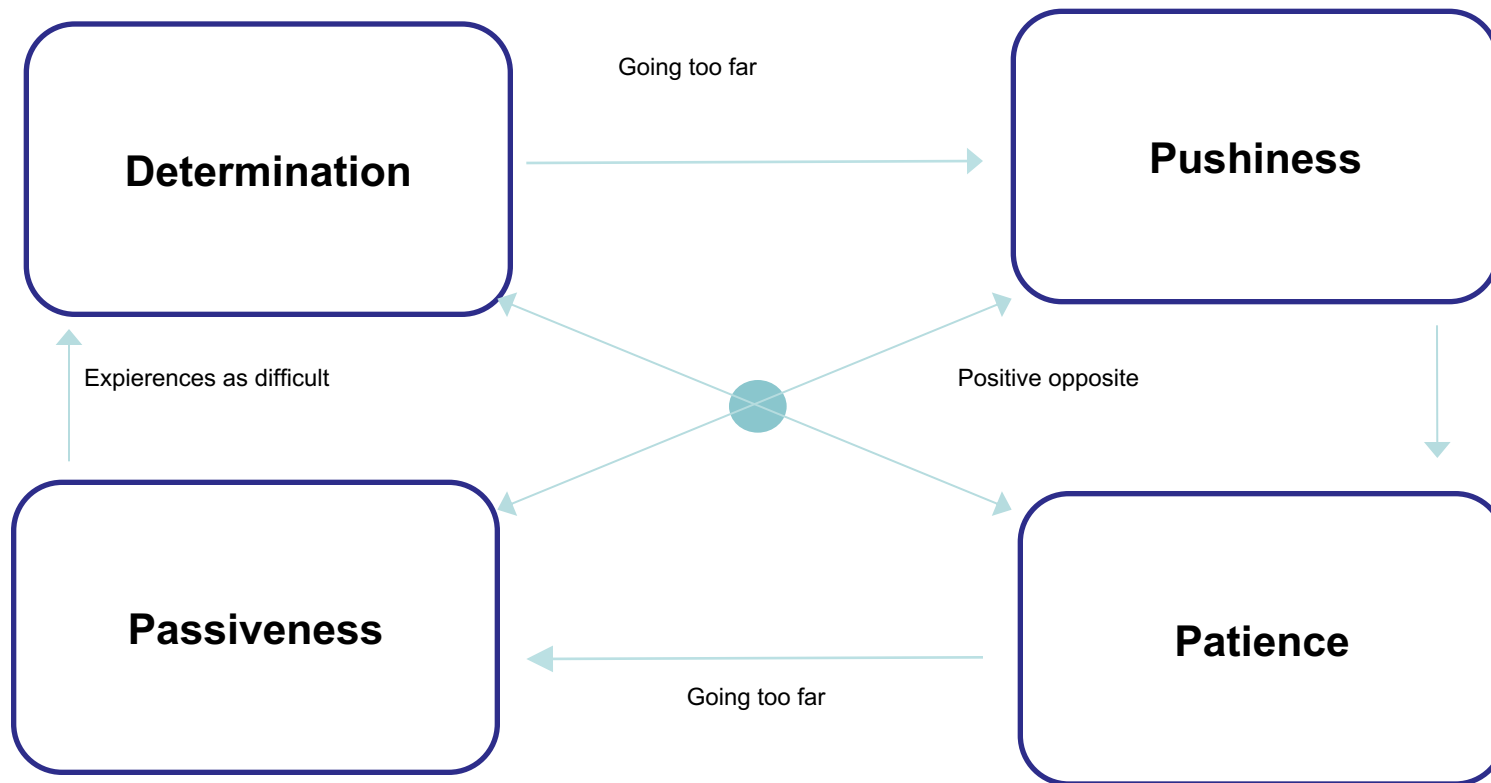 Going too far
Determination
Pushiness
Expierences as difficult
Positive opposite
Passiveness
Patience
Going too far